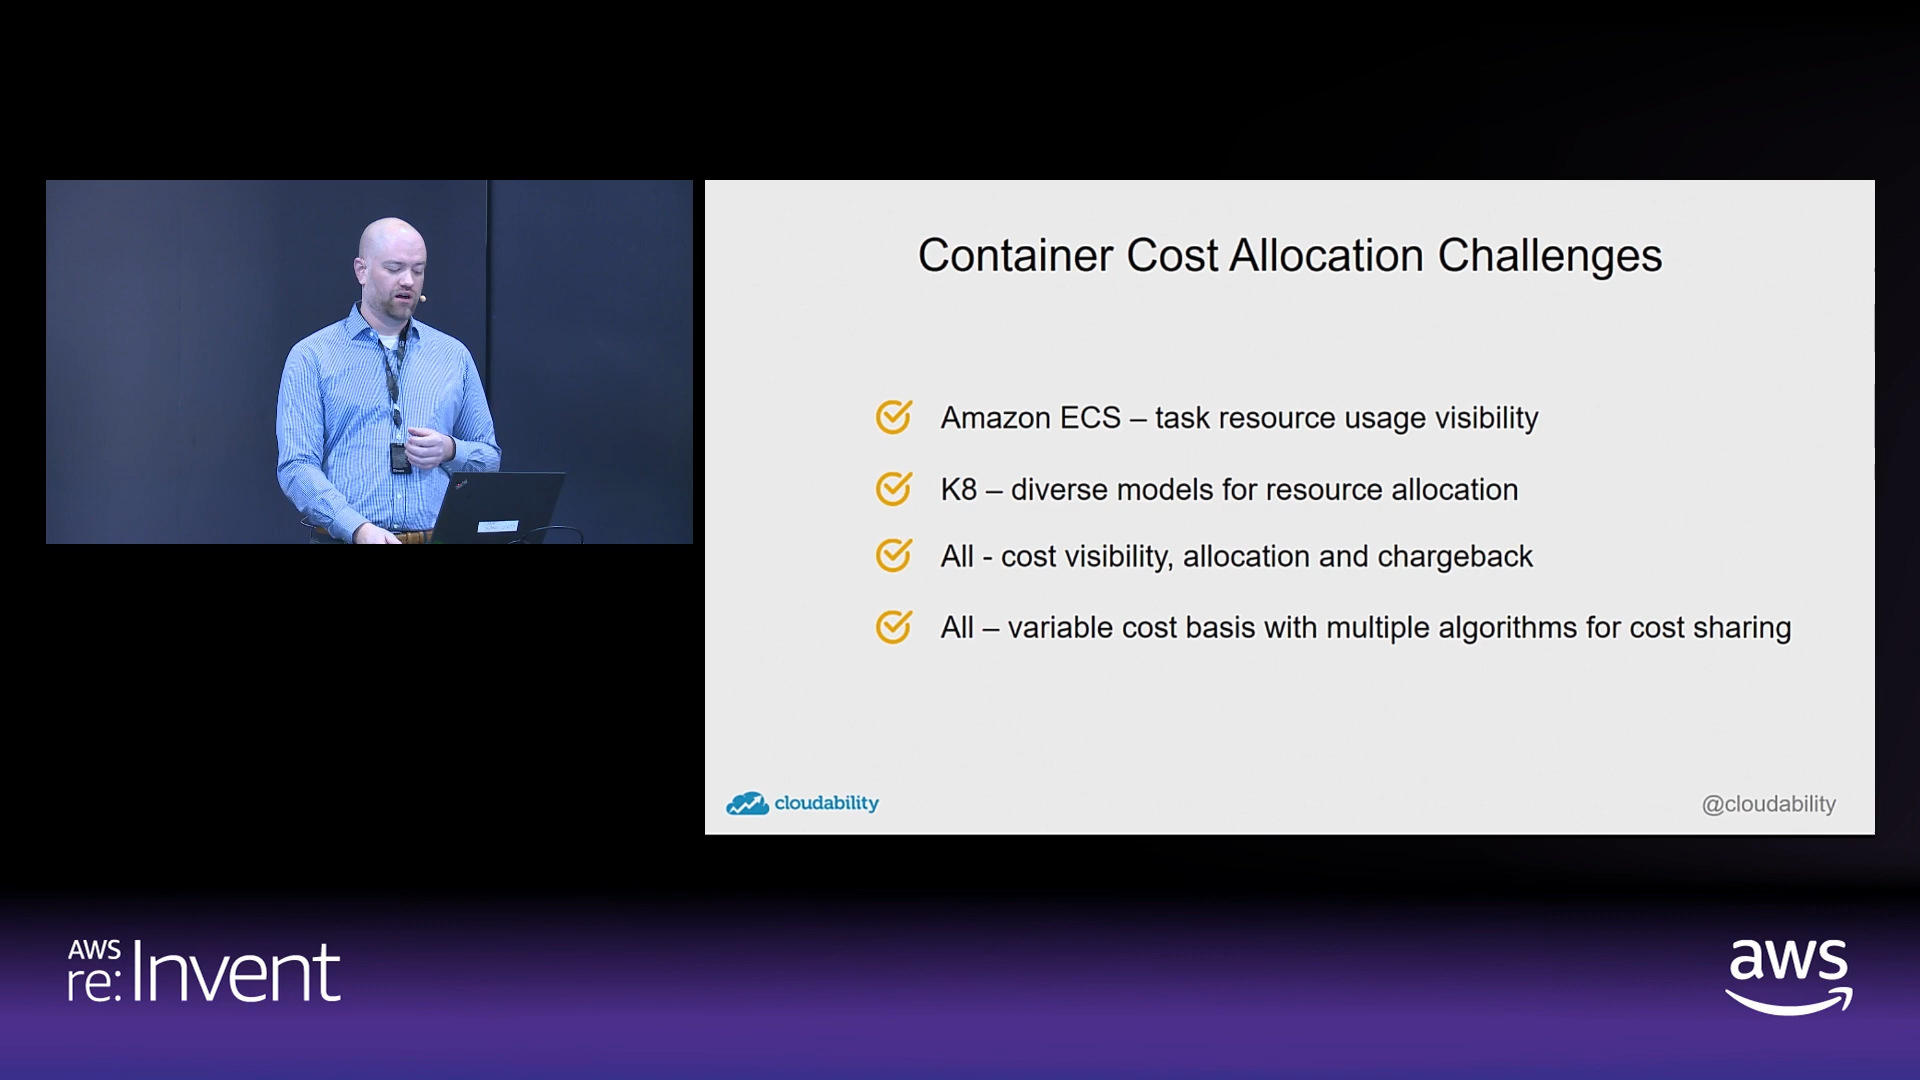 Container Cost Allocation Challenges
Amazon ECS – task resource usage visibility
K8 – diverse models for resource allocation
All - cost visibility, allocation and chargeback
All – variable cost basis with multiple algorithms for cost sharing
cloudability
@cloudability
AWS
re:Invent
aws